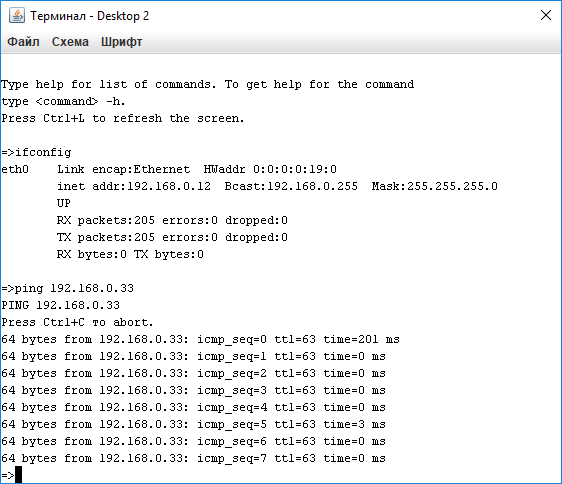 Терминал - Desktop 2
Файл Схема Шрифт
Type help for list of commands. To get help for the command
type <command> -h.
Press Ctrl+L to refresh the screen.
=>ifconfig
eth0 Link encap:Ethernet HWaddr 0:0:0:0:19:0
inet addr:192.168.0.12 Bcast:192.168.0.255 Mask:255.255.255.0
UP
RX packets:205 errors:0 dropped:0
TX packets:205 errors:0 dropped:0
RX bytes:0 TX bytes:0
=>ping 192.168.0.33
PING 192.168.0.33
Press Ctrl+C то abort.
64 bytes from 192.168.0.33: icmp_seq=0 ttl=63 time=201 ms
64 bytes from 192.168.0.33: icmp_seq=1 ttl=63 time=0 ms
64 bytes from 192.168.0.33: icmp_seq=2 ttl=63 time=0 ms
64 bytes from 192.168.0.33: icmp_seq=3 ttl=63 time=0 ms
64 bytes from 192.168.0.33: icmp_seq=4 ttl=63 time=0 ms
64 bytes from 192.168.0.33: icmp_seq=5 ttl=63 time=3 ms
64 bytes from 192.168.0.33: icmp_seq=6 ttl=63 time=0 ms
64 bytes from 192.168.0.33: icmp_seq=7 ttl=63 time=0 ms
=>